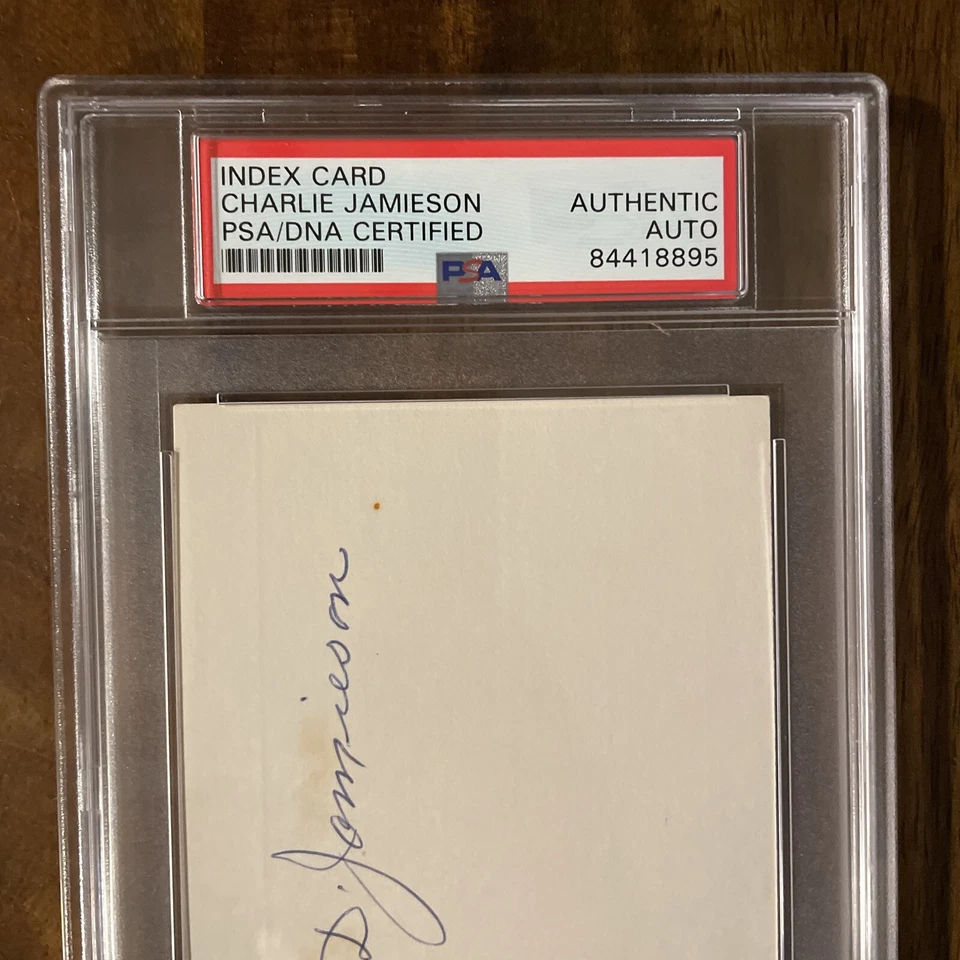 INDEX CARD
CHARLIE JAMIESON
PSA/DNA CERTIFIED
AUTHENTIC
AUTO
84418895
PSA
D. Jamieson